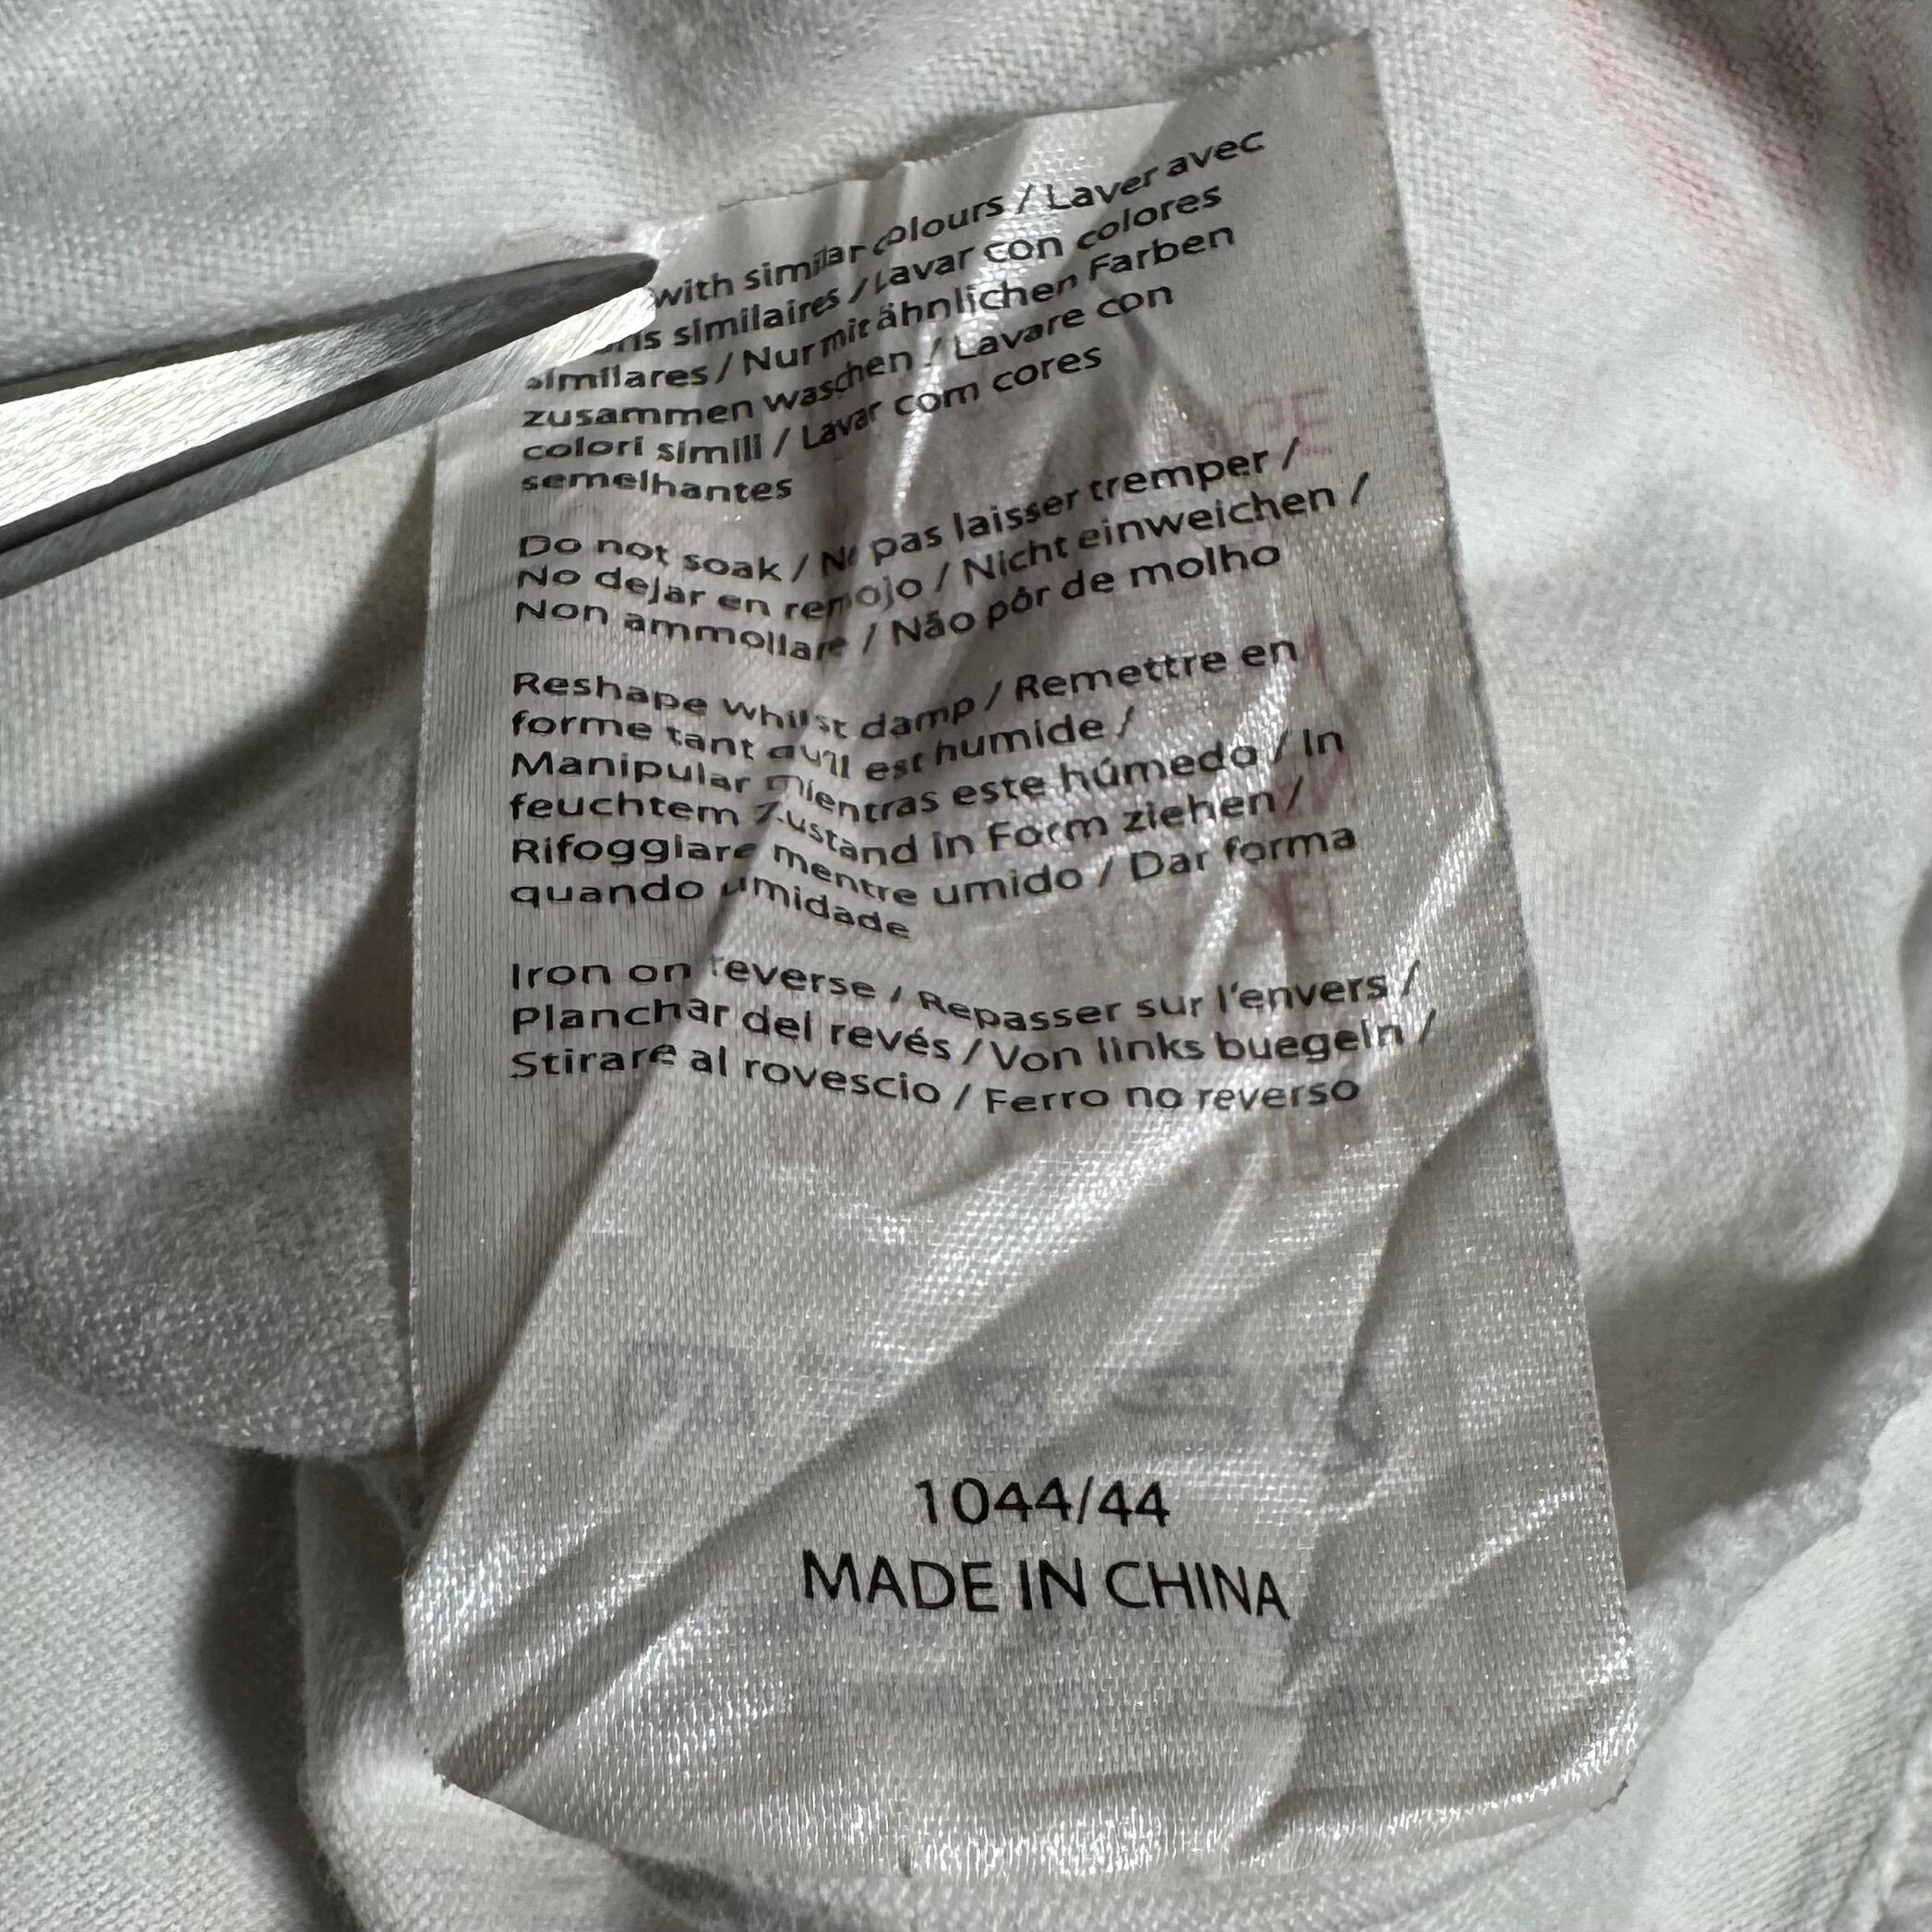 with similar colours / Laver avec
similaires / Lavar con colores
similares / Nur mit ähnlichen Farben
zusammen waschen / Lavare con
colori simili / Lavar com cores
semelhantes
Do not soak / Ne pas laisser tremper /
No dejar en remojo / Nicht einweichen /
Non ammollare / Não pôr de molho
Reshape whilst damp / Remettre en
forme tant qu'il est humide /
Manipular mientras este húmedo / In
feuchtem Zustand in Form ziehen /
Rifoggiare mentre umido / Dar forma
quando umidade
Iron on reverse / Repasser sur l'envers /
Planchar del revés / Von links buegeln /
Stirare al rovescio / Ferro no reverso
1044/44
MADE IN CHINA